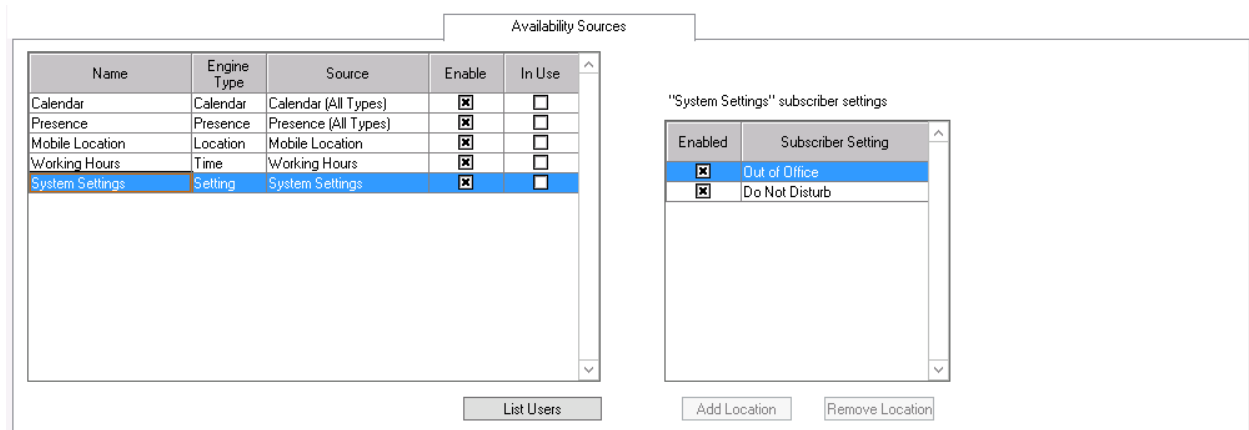 Availability Sources
Name Engine Type Source Enable In Use
Calendar Calendar Calendar (All Types)
Presence Presence Presence (All Types)
Mobile Location Location Mobile Location
Working Hours Time Working Hours
System Settings Setting System Settings
List Users
"System Settings" subscriber settings
Enabled Subscriber Setting
Out of Office
Do Not Disturb
Add Location Remove Location